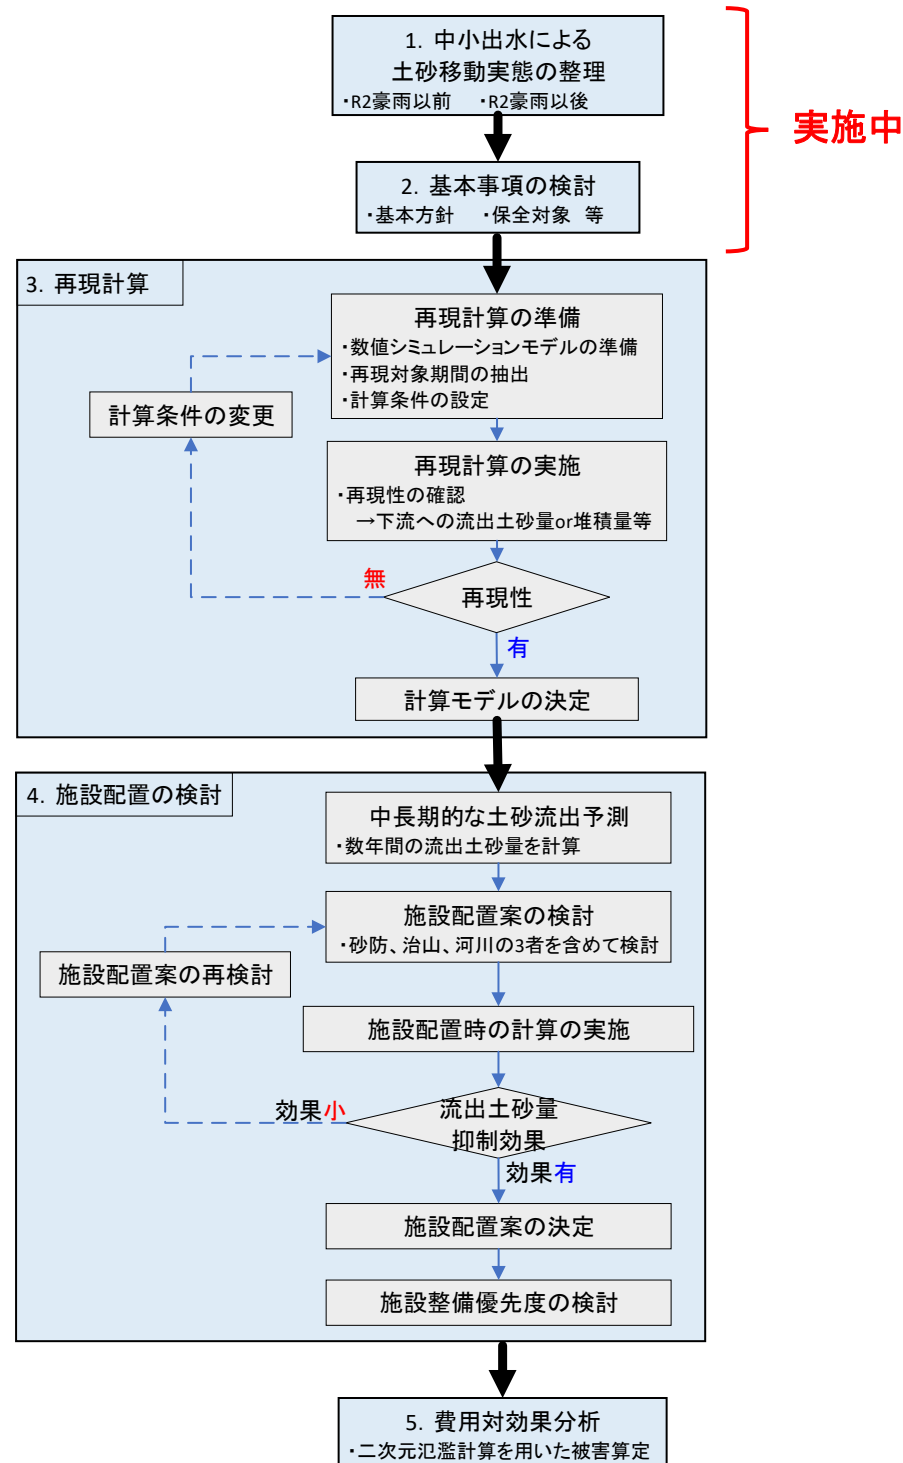 1. 中小出水による
土砂移動実態の整理
・R2豪雨以前 ・R2豪雨以後
実施中
2. 基本事項の検討
・基本方針 ・保全対象 等
3. 再現計算
再現計算の準備
・数値シミュレーションモデルの準備
・再現対象期間の抽出
・計算条件の設定
計算条件の変更
再現計算の実施
・再現性の確認
→下流への流出土砂量or堆積量等
無
再現性
有
計算モデルの決定
4. 施設配置の検討
中長期的な土砂流出予測
・数年間の流出土砂量を計算
施設配置案の検討
・砂防、治山、河川の3者を含めて検討
施設配置案の再検討
施設配置時の計算の実施
効果小
流出土砂量
抑制効果
効果有
施設配置案の決定
施設整備優先度の検討
5. 費用対効果分析
・二次元氾濫計算を用いた被害算定